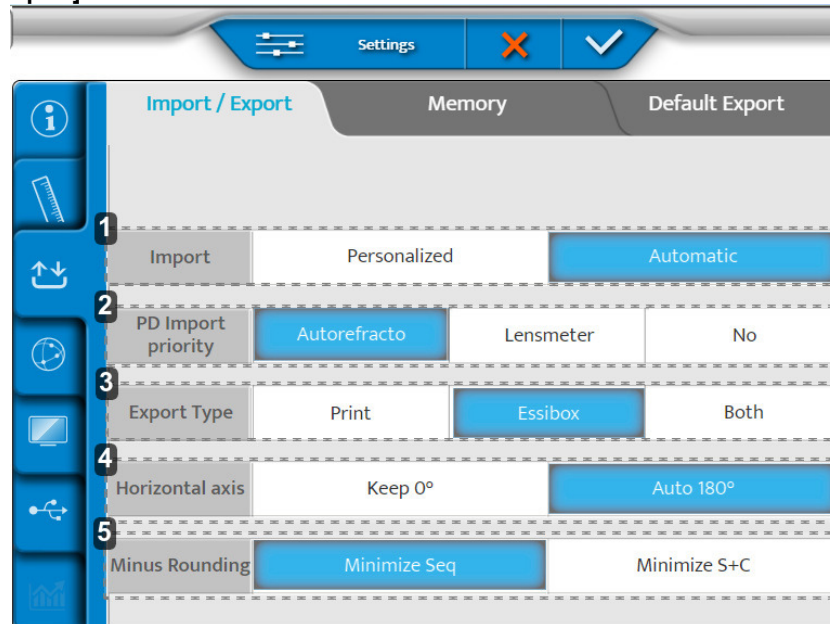 Settings
Import / Export Memory Default Export
1
Import Personalized Automatic
2
PD Import
priority
Autorefracto Lensmeter No
3
Export Type Print Essibox Both
4
Horizontal axis Keep 0° Auto 180°
5
Minus Rounding Minimize Seq Minimize S+C